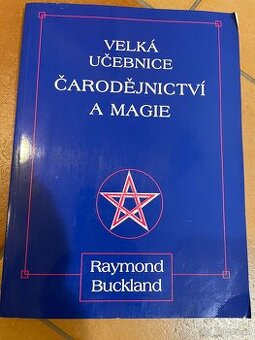 VELKÁ
UČEBNICE
ČARODĚJNICTVÍ
A MAGIE
Raymond
Buckland